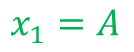 x₁ = A